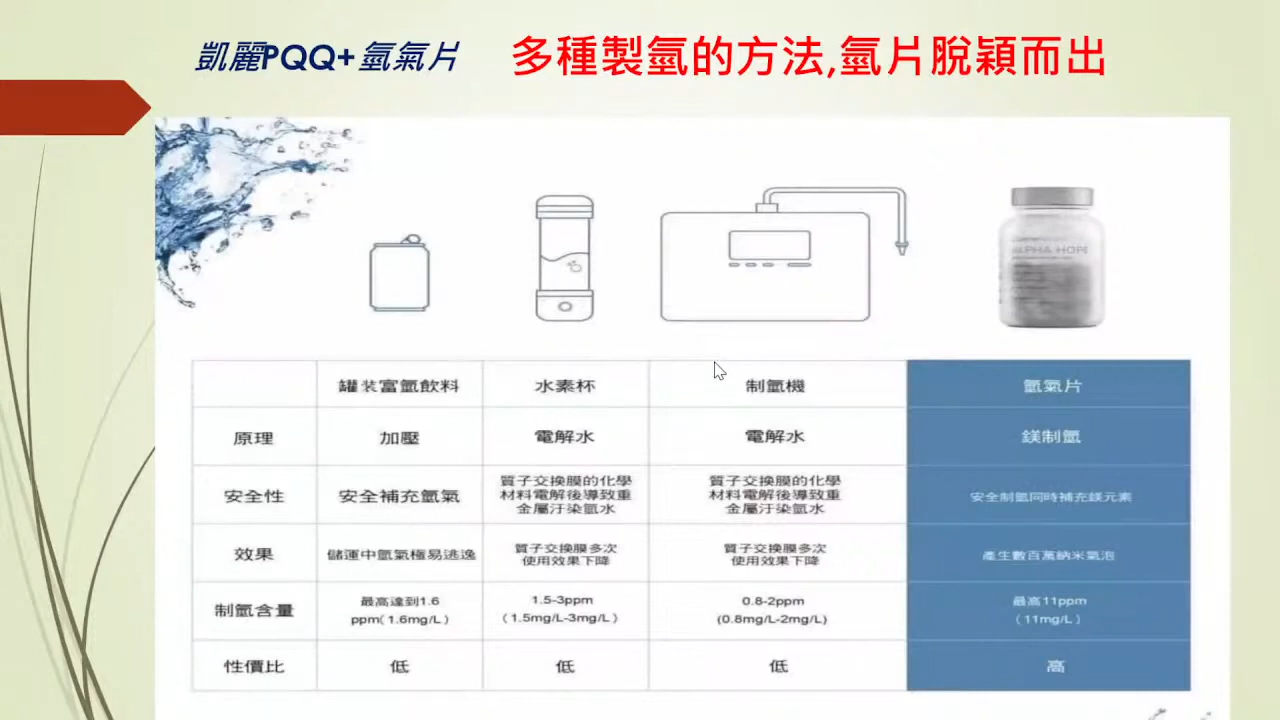 凱麗PQQ+氫氣片 多種製氫的方法,氫片脫穎而出
ALPHA HOPE
罐装富氫飲料 水素杯 制氫機 氫氣片
原理 加壓 電解水 電解水 鎂制氫
安全性 安全補充氫氣 質子交換膜的化學 質子交換膜的化學 安全制氫同時補充鎂元素
材料電解後導致重 材料電解後導致重
金屬汙染氫水 金屬汙染氫水
效果 儲運中氫氣極易逃逸 質子交換膜多次 質子交換膜多次 產生數百萬納米氣泡
使用效果下降 使用效果下降
制氫含量 最高達到1.6 1.5-3ppm 0.8-2ppm 最高11ppm
ppm(1.6mg/L) (1.5mg/L-3mg/L) (0.8mg/L-2mg/L) (11mg/L)
性價比 低 低 低 高